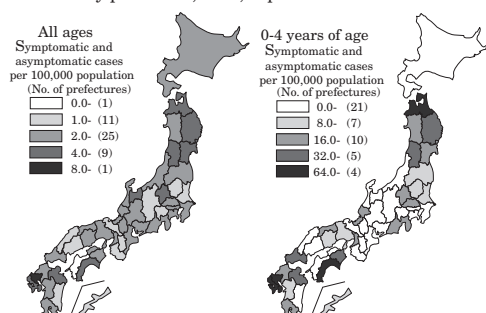 All ages
Symptomatic and
asymptomatic cases
per 100,000 population
(No. of prefectures)
0.0- (1)
1.0- (11)
2.0- (25)
4.0- (9)
8.0- (1)
0-4 years of age
Symptomatic and
asymptomatic cases
per 100,000 population
(No. of prefectures)
0.0- (21)
8.0- (7)
16.0- (10)
32.0- (5)
64.0- (4)